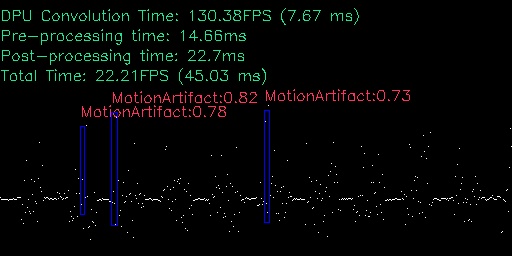 DPU Convolution Time: 130.38FPS (7.67 ms)
Pre-processing time: 14.66ms
Post-processing time: 22.7ms
Total Time: 22.21FPS (45.03 ms)
MotionArtifact:0.82
MotionArtifact:0.73
MotionArtifact:0.78